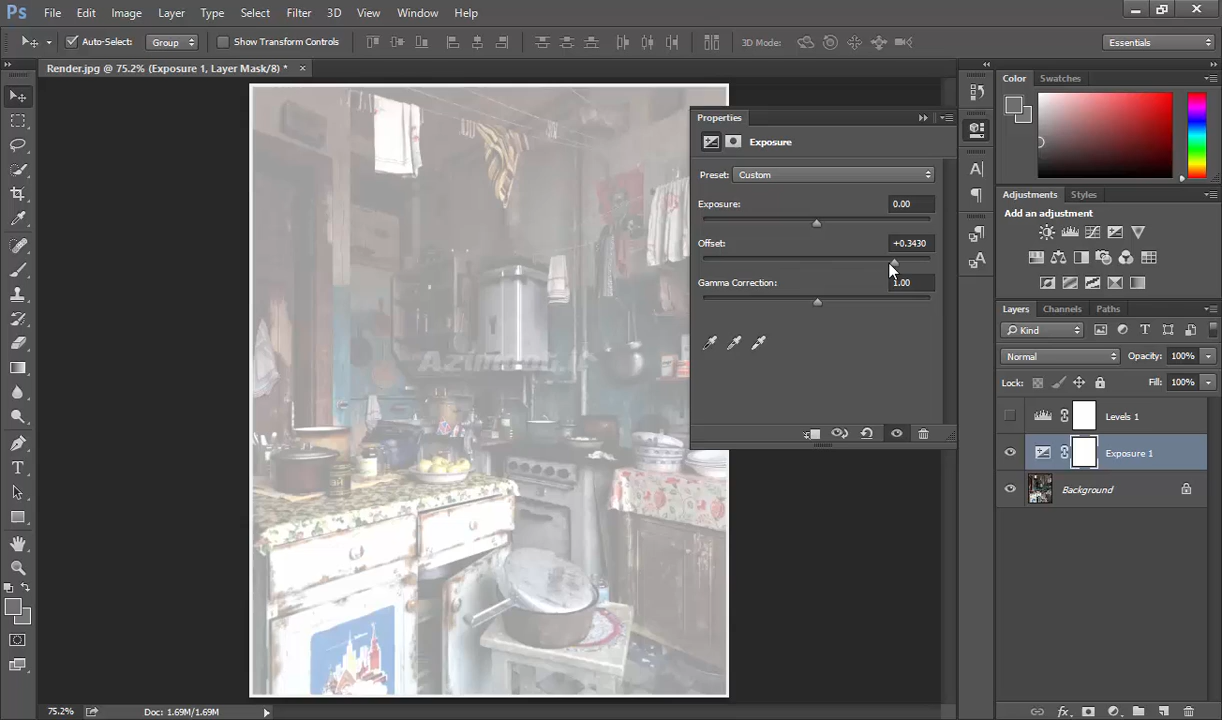 Ps File Edit Image Layer Type Select Filter 3D View Window Help
Auto-Select: Group Show Transform Controls 3D Mode: Essentials
Render.jpg @ 75.2% (Exposure 1, Layer Mask/8) * ×
Properties
Exposure
Preset: Custom
Exposure: 0.00
Offset: +0.3430
Gamma Correction: 1.00
Color Swatches
Adjustments Styles
Add an adjustment
Layers Channels Paths
Kind
Normal Opacity: 100%
Lock: Fill: 100%
Levels 1
Exposure 1
Background
75.2% Doc: 1.69M/1.69M